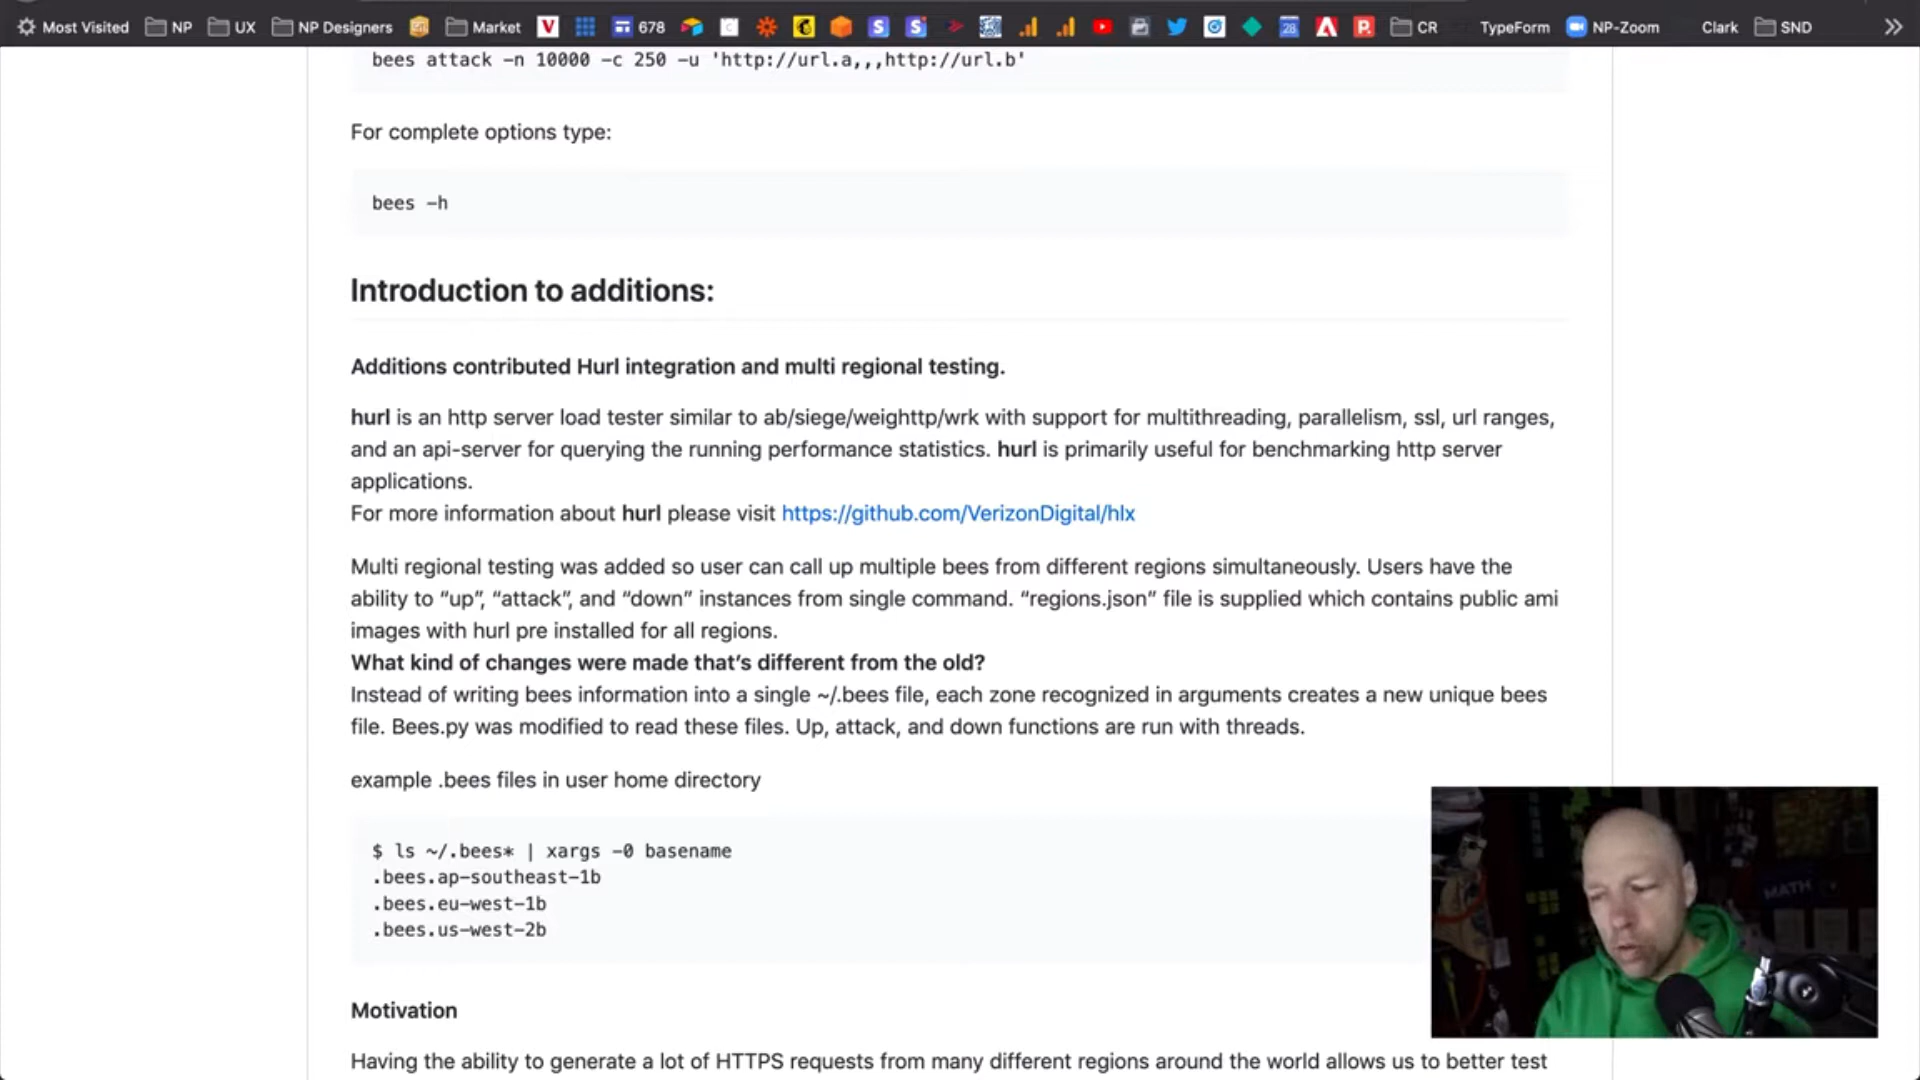 Most Visited NP UX NP Designers Market 678 28 CR TypeForm NP-Zoom Clark SND
bees attack -n 10000 -c 250 -u 'http://url.a,,,http://url.b'
For complete options type:
bees -h
Introduction to additions:
Additions contributed Hurl integration and multi regional testing.
hurl is an http server load tester similar to ab/siege/weighttp/wrk with support for multithreading, parallelism, ssl, url ranges,
and an api-server for querying the running performance statistics. hurl is primarily useful for benchmarking http server
applications.
For more information about hurl please visit https://github.com/VerizonDigital/hlx
Multi regional testing was added so user can call up multiple bees from different regions simultaneously. Users have the
ability to “up”, “attack”, and “down” instances from single command. “regions.json” file is supplied which contains public ami
images with hurl pre installed for all regions.
What kind of changes were made that’s different from the old?
Instead of writing bees information into a single ~/.bees file, each zone recognized in arguments creates a new unique bees
file. Bees.py was modified to read these files. Up, attack, and down functions are run with threads.
example .bees files in user home directory
$ ls ~/.bees* | xargs -0 basename
.bees.ap-southeast-1b
.bees.eu-west-1b
.bees.us-west-2b
MATH
Motivation
Having the ability to generate a lot of HTTPS requests from many different regions around the world allows us to better test